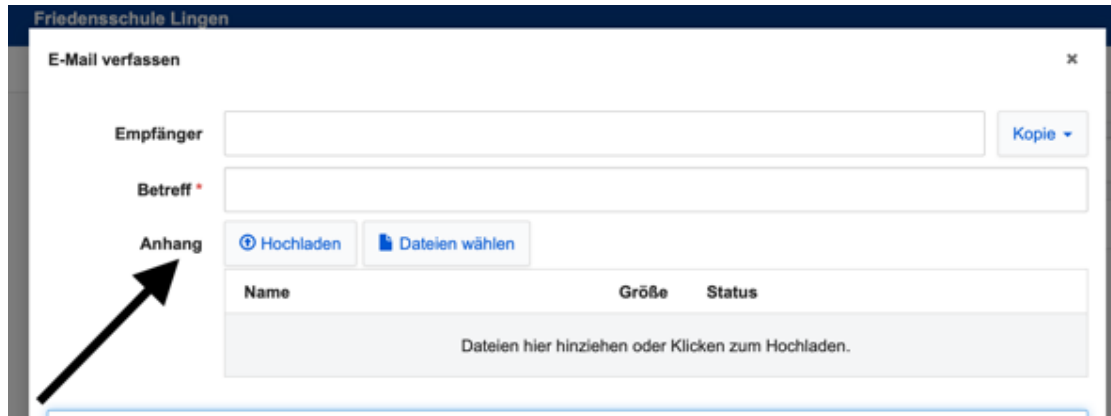 Friedensschule Lingen
E-Mail verfassen ×
Empfänger Kopie
Betreff *
Anhang Hochladen Dateien wählen
Name Größe Status
Dateien hier hinziehen oder Klicken zum Hochladen.